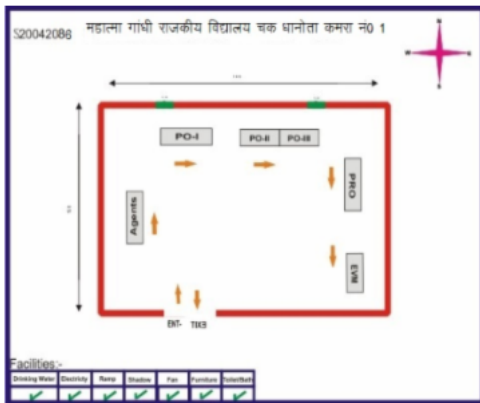 S20042086 महात्मा गांधी राजकीय विद्यालय चक धानोता कमरा नं0 1
PO-I
PO-II PO-III
PRO
Agents
EVM
ENT- TIXE
Facilities:-
Drinking Water Electricity Ramp Shadow Fan Furniture Toilet/Bath